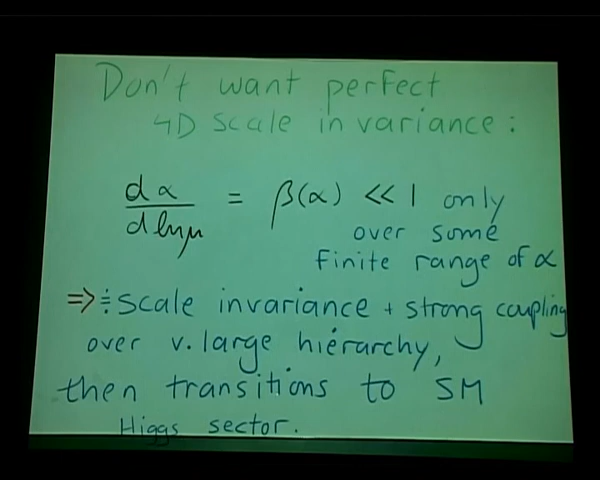 Don't want perfect
4D scale invariance:
dα/d lnμ = β(α) << 1 only
over some
finite range of α
=> ≑ scale invariance + strong coupling
over v. large hierarchy,
then transitions to SM
Higgs sector.